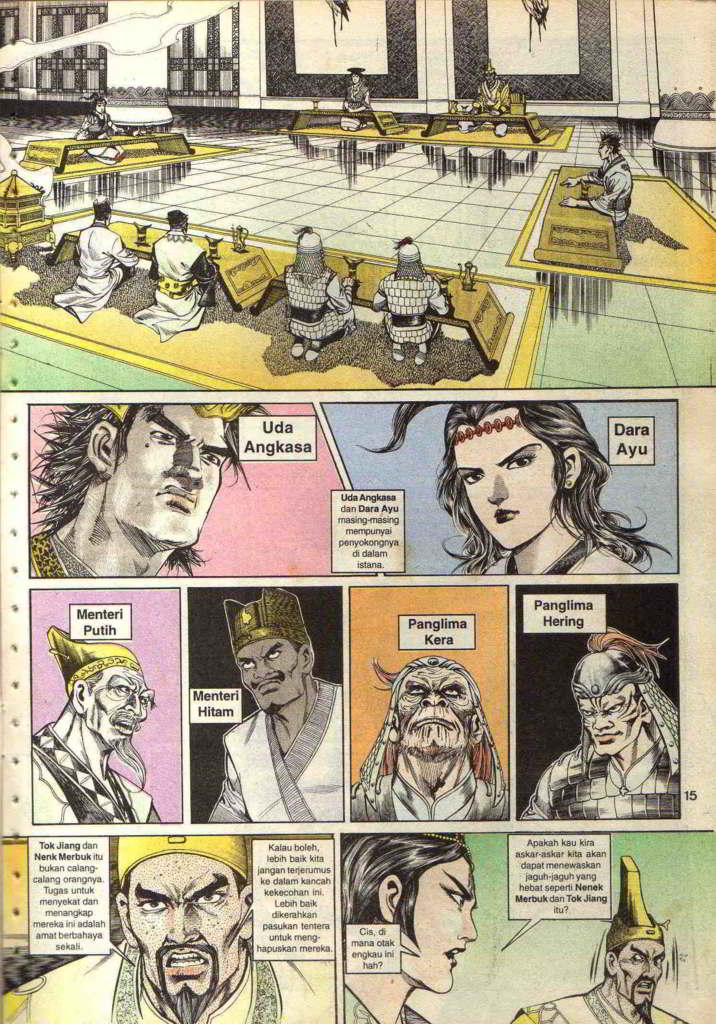 Uda
Angkasa
Dara
Ayu
Uda Angkasa
dan Dara Ayu
masing-masing
mempunyai
penyokongnya
di dalam
istana.
Menteri
Putih
Menteri
Hitam
Panglima
Kera
Panglima
Hering
15
Tok Jiang dan
Nenk Merbuk itu
bukan calang-
calang orangnya.
Tugas untuk
menyekat dan
menangkap
mereka ini adalah
amat berbahaya
sekali.
Kalau boleh,
lebih baik kita
jangan terjerumus
ke dalam kancah
kekecohan ini.
Lebih baik
dikerahkan
pasukan tentera
untuk meng-
hapuskan mereka.
Cis, di
mana otak
engkau ini
hah?
Apakah kau kira
askar-askar kita akan
dapat menewaskan
jaguh-jaguh yang
hebat seperti Nenek
Merbuk dan Tok Jiang
itu?